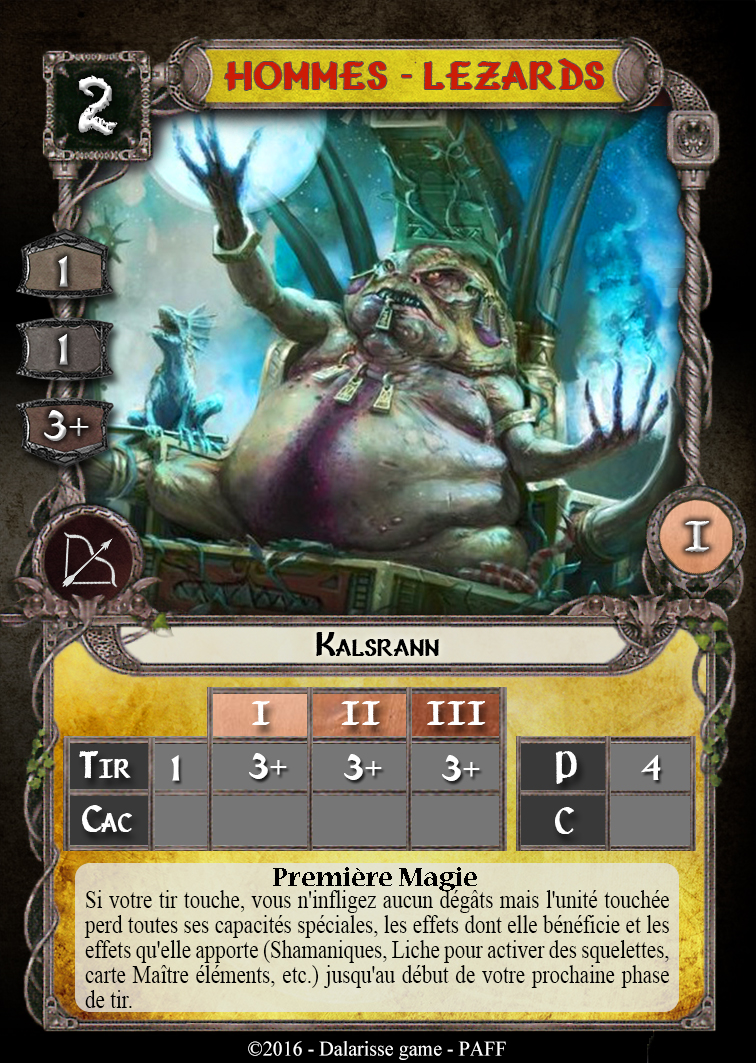 HOMMES - LEZARDS
2
1
1
3+
I
KALSRANN
I II III
TIR 1 3+ 3+ 3+ P 4
CAC C
Première Magie
Si votre tir touche, vous n'infligez aucun dégâts mais l'unité touchée
perd toutes ses capacités spéciales, les effets dont elle bénéficie et les
effets qu'elle apporte (Shamaniques, Liche pour activer des squelettes,
carte Maître éléments, etc.) jusqu'au début de votre prochaine phase
de tir.
©2016 - Dalarisse game - PAFF